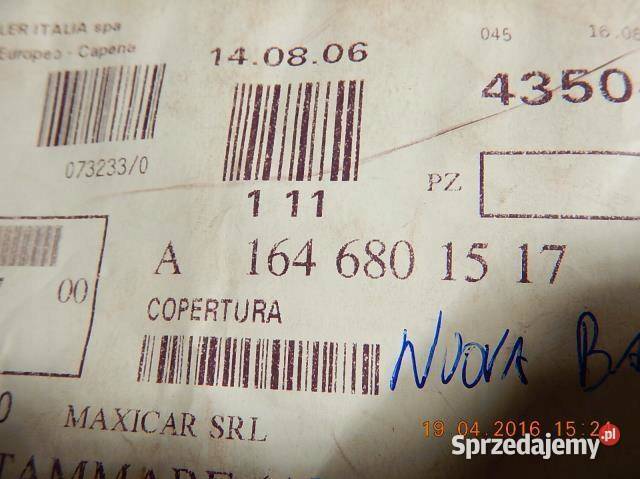 LER ITALIA spa
Europeo - Capena
14.08.06
045 16.08
4350
073233/0
1 11
PZ
A 164 680 15 17
00
COPERTURA
NUOVA BA
MAXICAR SRL
19 04 2016 15:2
Sprzedajemy.pl